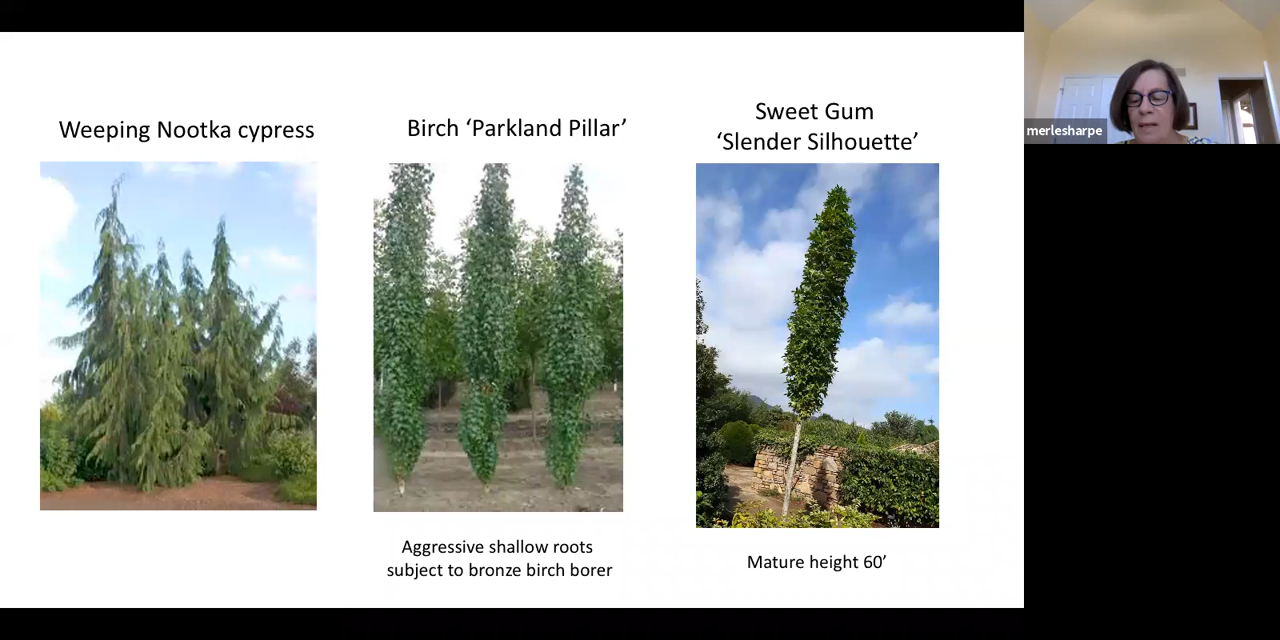 Weeping Nootka cypress
Birch ‘Parkland Pillar’
Sweet Gum
‘Slender Silhouette’
Aggressive shallow roots
subject to bronze birch borer
Mature height 60’
merlesharpe